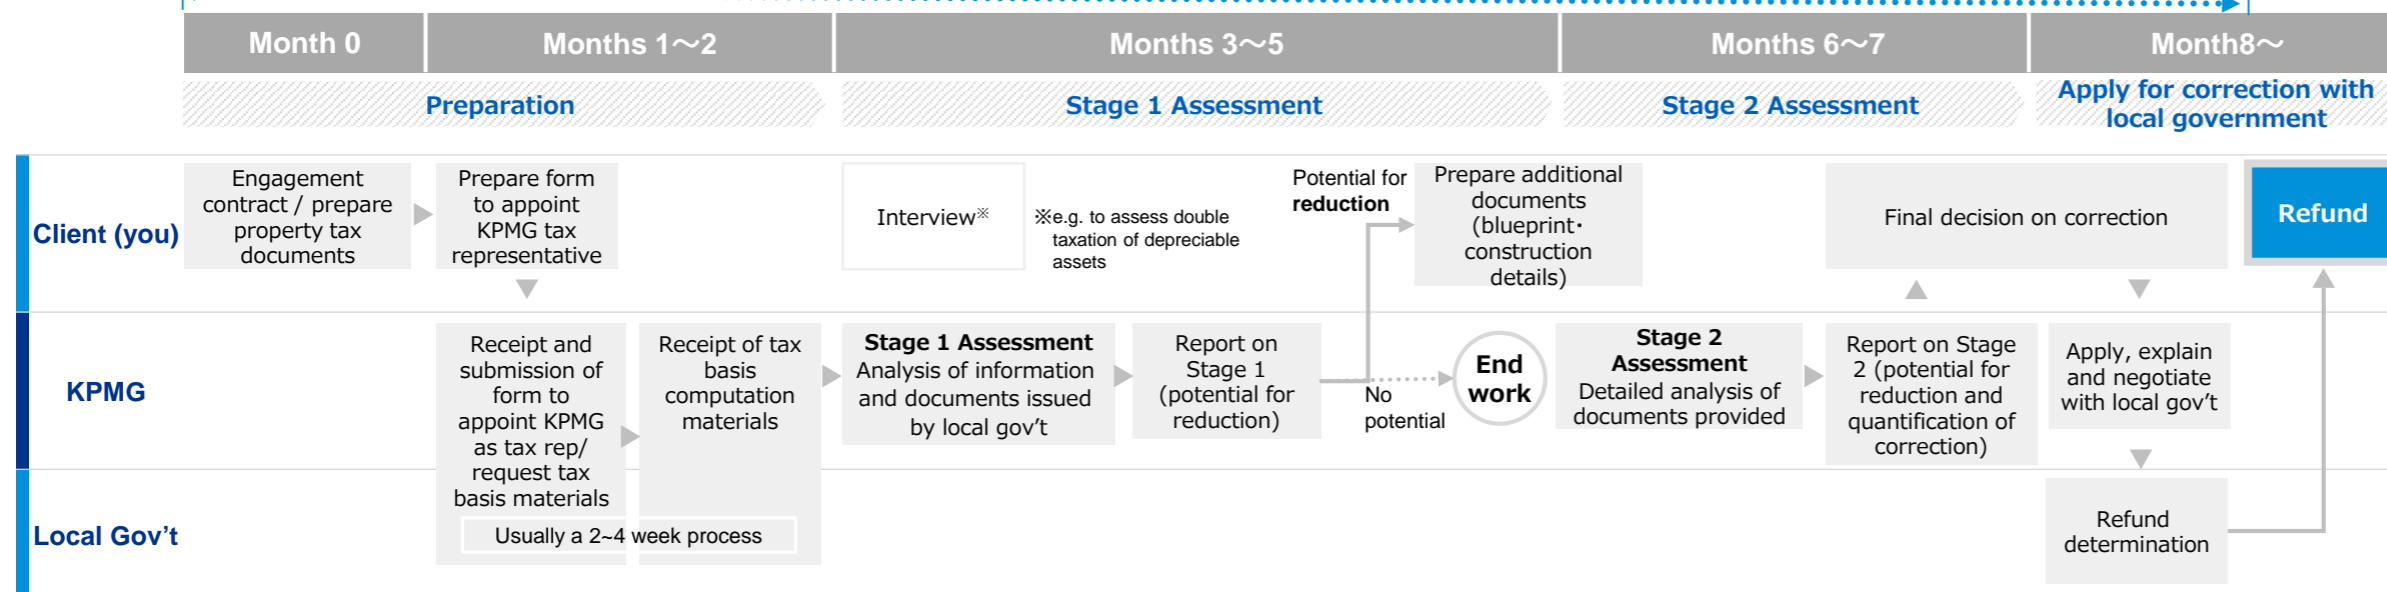 Month 0
Months 1～2
Months 3～5
Months 6～7
Month8～
Preparation
Stage 1 Assessment
Stage 2 Assessment
Apply for correction with
local government
Client (you)
Engagement
contract / prepare
property tax
documents
Prepare form
to appoint
KPMG tax
representative
Interview※
※e.g. to assess double
taxation of depreciable
assets
Potential for
reduction
Prepare additional
documents
(blueprint･
construction
details)
Final decision on correction
Refund
KPMG
Receipt and
submission of
form to
appoint KPMG
as tax rep/
request tax
basis materials
Receipt of tax
basis
computation
materials
Stage 1 Assessment
Analysis of information
and documents issued
by local gov’t
Report on
Stage 1
(potential for
reduction)
No
potential
End
work
Stage 2
Assessment
Detailed analysis of
documents provided
Report on Stage
2 (potential for
reduction and
quantification of
correction)
Apply, explain
and negotiate
with local gov’t
Local Gov’t
Usually a 2~4 week process
Refund
determination